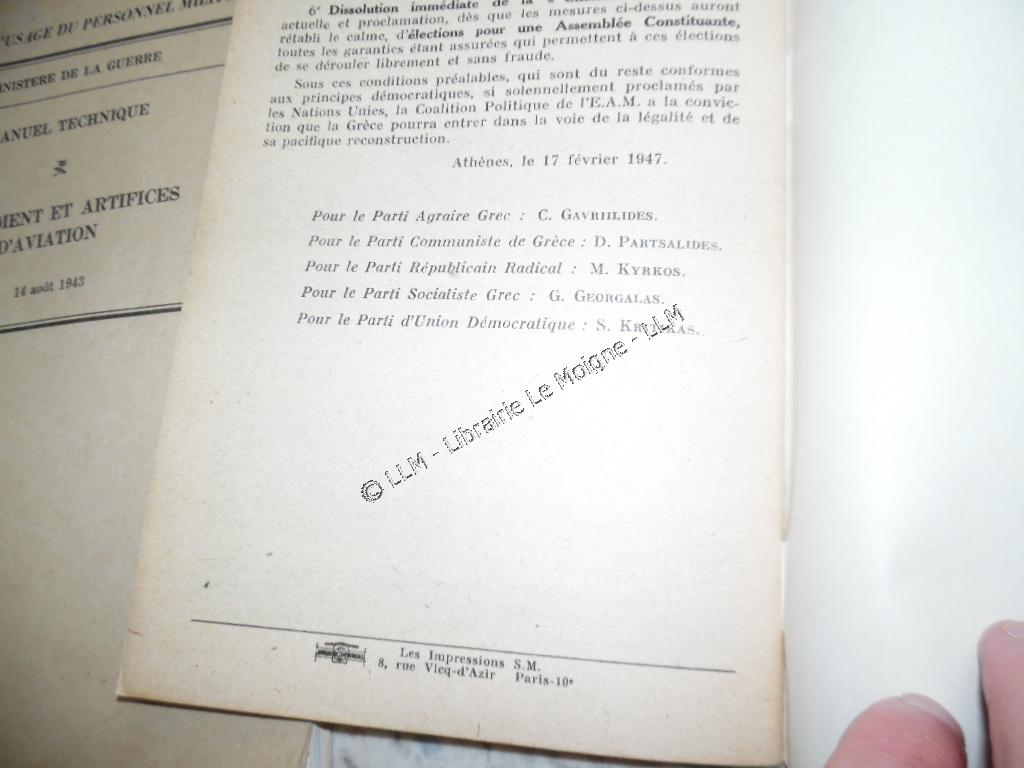 L'USAGE DU PERSONNEL
MINISTERE DE LA GUERRE
MANUEL TECHNIQUE
MENT ET ARTIFICES
D'AVIATION
14 août 1943
6° Dissolution immédiate de la
actuelle et proclamation, dès que les mesures ci-dessus auront
rétabli le calme, d'élections pour une Assemblée Constituante,
toutes les garanties étant assurées qui permettent à ces élections
de se dérouler librement et sans fraude.
Sous ces conditions préalables, qui sont du reste conformes
aux principes démocratiques, si solennellement proclamés par
les Nations Unies, la Coalition Politique de l'E.A.M. a la convic-
tion que la Grèce pourra entrer dans la voie de la légalité et de
sa pacifique reconstruction.
Athènes, le 17 février 1947.
Pour le Parti Agraire Grec : C. GAVRIILIDES.
Pour le Parti Communiste de Grèce : D. PARTSALIDES.
Pour le Parti Républicain Radical : M. KYRKOS.
Pour le Parti Socialiste Grec : G. GEORGALAS.
Pour le Parti d'Union Démocratique : S.
© LLM - Librairie Le Moigne - LLM
Les Impressions S.M.
8, rue Vicq-d'Azir Paris-10e